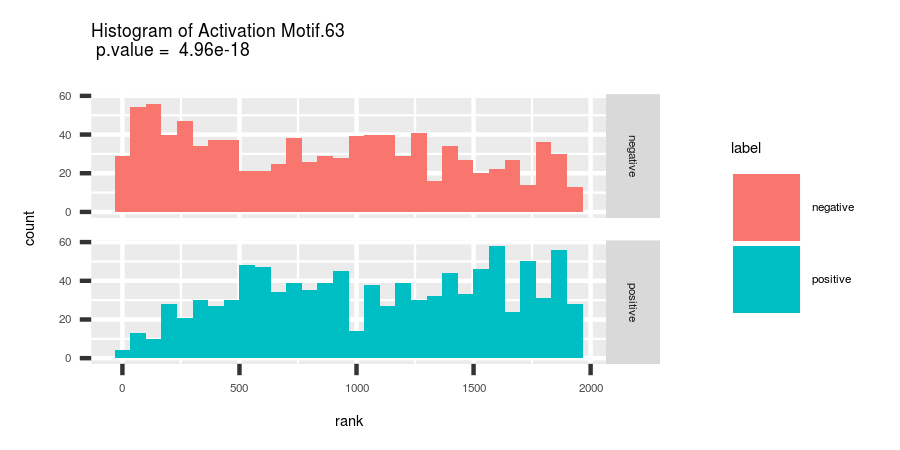 Histogram of Activation Motif.63
p.value = 4.96e-18
count
60
40
20
0
negative
60
40
20
0
positive
0 500 1000 1500 2000
rank
label
negative
positive